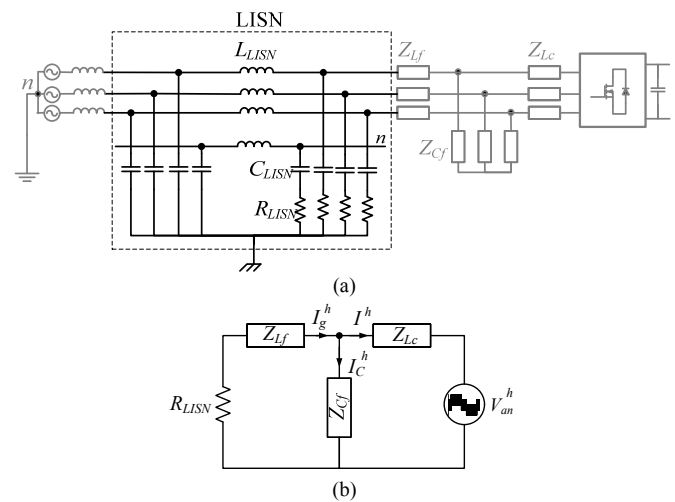 LISN
L_LISN Z_Lf Z_Lc
n
n
Z_Cf
C_LISN
R_LISN
(a)
I_g^h I^h
Z_Lf Z_Lc
I_C^h
R_LISN Z_Cf V_an^h
(b)